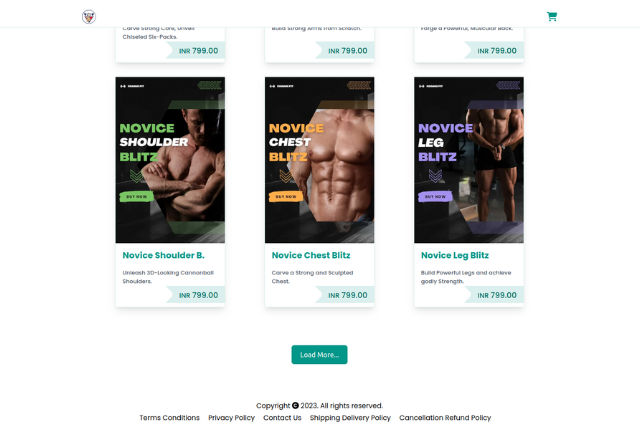 Carve Strong Core, unveil
Chiseled Six-Packs.
INR 799.00
Build Strong Arms from Scratch.
INR 799.00
Forge a Powerful, Muscular Back.
INR 799.00
NOVICE
SHOULDER
BLITZ
BUY NOW
Novice Shoulder B.
Unleash 3D-Looking Cannonball
Shoulders.
INR 799.00
NOVICE
CHEST
BLITZ
BUY NOW
Novice Chest Blitz
Carve a Strong and Sculpted
Chest.
INR 799.00
NOVICE
LEG
BLITZ
BUY NOW
Novice Leg Blitz
Build Powerful Legs and achieve
godly Strength.
INR 799.00
Load More...
Copyright © 2023. All rights reserved.
Terms Conditions Privacy Policy Contact Us Shipping Delivery Policy Cancellation Refund Policy